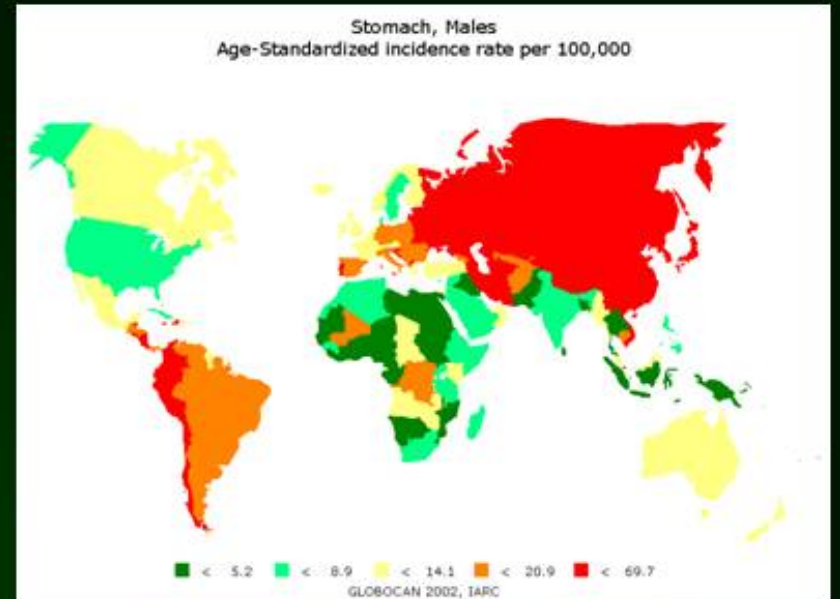 Stomach, Males
Age-Standardized incidence rate per 100,000
< 5.2 < 8.9 < 14.1 < 20.9 < 69.7
GLOBOCAN 2002, IARC